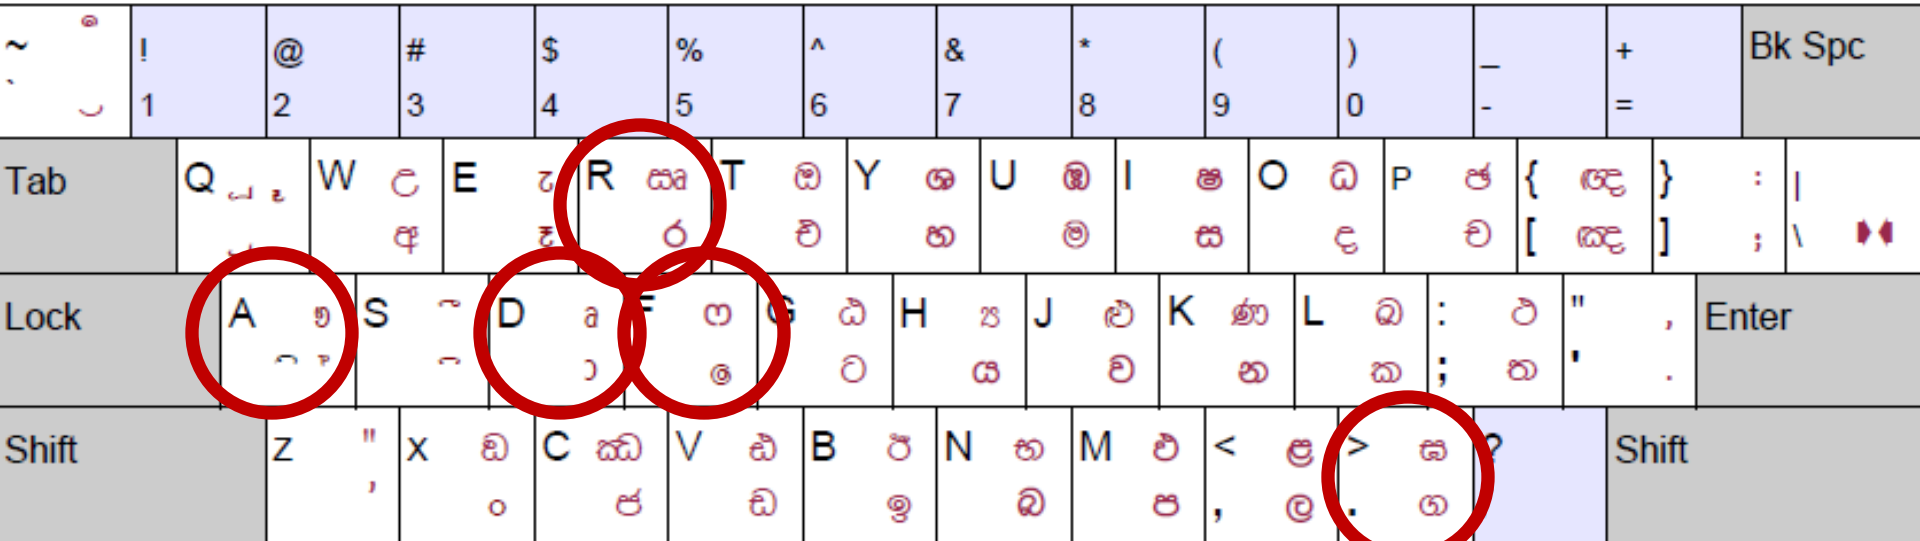 ~ ! @ # $ % ^ & * ( ) _ + Bk Spc
` 1 2 3 4 5 6 7 8 9 0 - =
Tab Q W උ E R ඍ T ඔ Y ශ U ඹ I ෂ O ධ P ඡ { ඥ } : |
අ ර එ හ ම ස ද ච [ ඤ ] ; \
Lock A S D ෘ F ෆ G ඨ H J ළු K ණ L ඛ : ථ " , Enter
ා ෙ ට ය ව න ක ; ත ' .
Shift Z " X ඞ C ඣ V ඪ B ඊ N භ M ඵ < ළ > ඝ ? Shift
' ං ජ ඩ ඉ බ ප , ල . ග